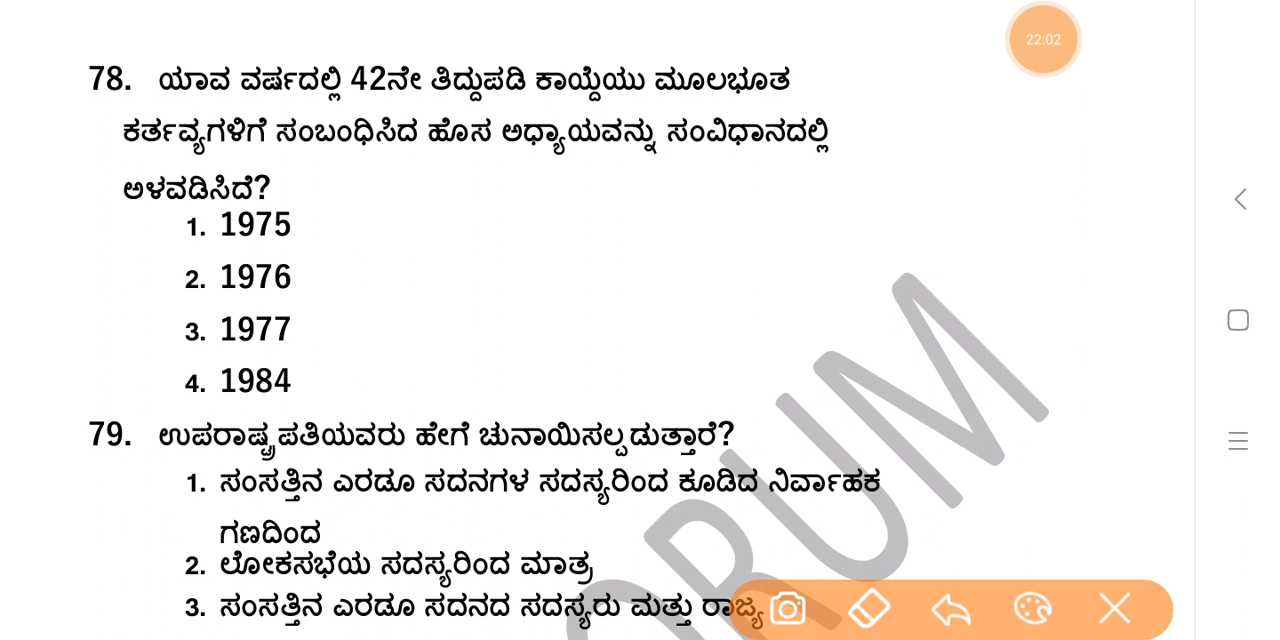 22:02
78. ಯಾವ ವರ್ಷದಲ್ಲಿ 42ನೇ ತಿದ್ದುಪಡಿ ಕಾಯ್ದೆಯು ಮೂಲಭೂತ
ಕರ್ತವ್ಯಗಳಿಗೆ ಸಂಬಂಧಿಸಿದ ಹೊಸ ಅಧ್ಯಾಯವನ್ನು ಸಂವಿಧಾನದಲ್ಲಿ
ಅಳವಡಿಸಿದೆ?
1. 1975
2. 1976
3. 1977
4. 1984
79. ಉಪರಾಷ್ಟ್ರಪತಿಯವರು ಹೇಗೆ ಚುನಾಯಿಸಲ್ಪಡುತ್ತಾರೆ?
1. ಸಂಸತ್ತಿನ ಎರಡೂ ಸದನಗಳ ಸದಸ್ಯರಿಂದ ಕೂಡಿದ ನಿರ್ವಾಹಕ
ಗಣದಿಂದ
2. ಲೋಕಸಭೆಯ ಸದಸ್ಯರಿಂದ ಮಾತ್ರ
3. ಸಂಸತ್ತಿನ ಎರಡೂ ಸದನದ ಸದಸ್ಯರು ಮತ್ತು ರಾಜ್ಯ